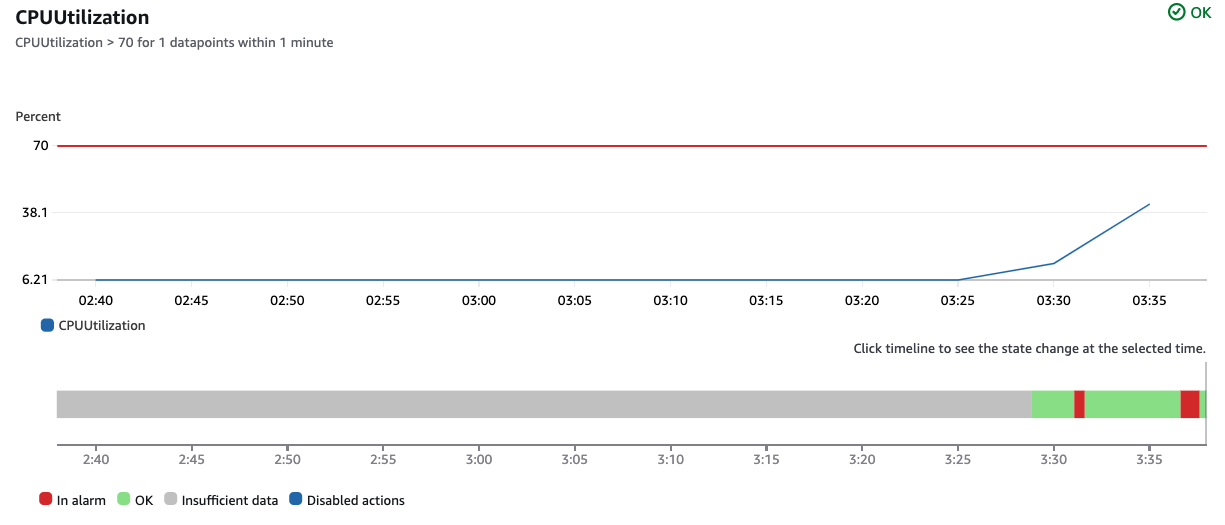 CPUUtilization
OK
CPUUtilization > 70 for 1 datapoints within 1 minute
Percent
70
38.1
6.21
02:40 02:45 02:50 02:55 03:00 03:05 03:10 03:15 03:20 03:25 03:30 03:35
CPUUtilization
Click timeline to see the state change at the selected time.
2:40 2:45 2:50 2:55 3:00 3:05 3:10 3:15 3:20 3:25 3:30 3:35
In alarm OK Insufficient data Disabled actions